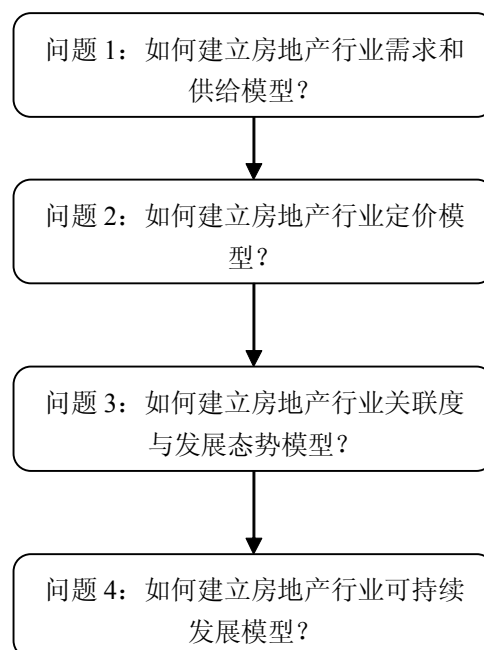 问题 1：如何建立房地产行业需求和
供给模型？
问题 2：如何建立房地产行业定价模
型？
问题 3：如何建立房地产行业关联度
与发展态势模型？
问题 4：如何建立房地产行业可持续
发展模型？